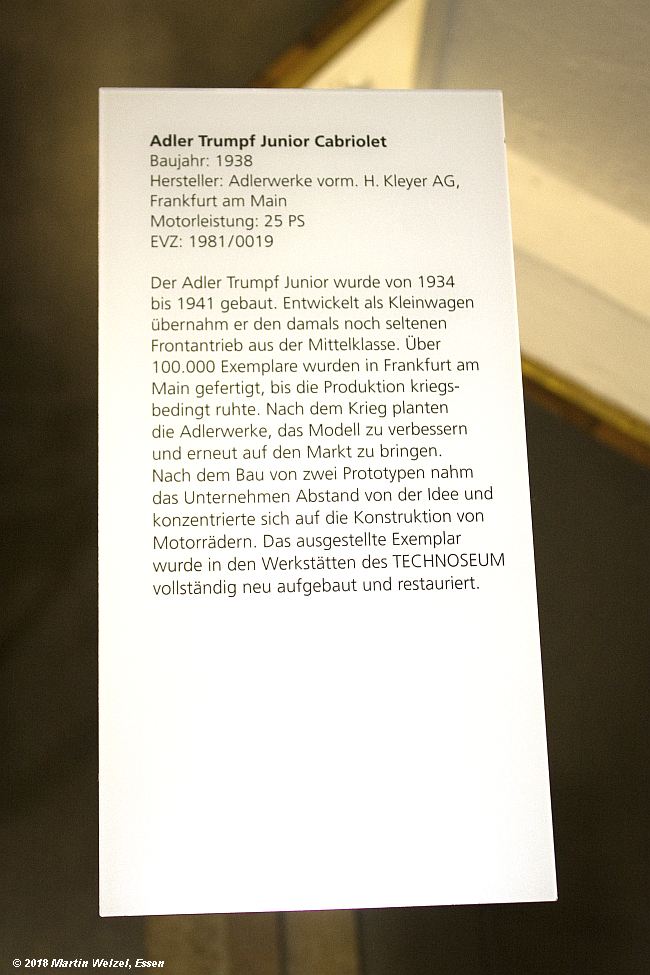 Adler Trumpf Junior Cabriolet
Baujahr: 1938
Hersteller: Adlerwerke vorm. H. Kleyer AG,
Frankfurt am Main
Motorleistung: 25 PS
EVZ: 1981/0019
Der Adler Trumpf Junior wurde von 1934
bis 1941 gebaut. Entwickelt als Kleinwagen
übernahm er den damals noch seltenen
Frontantrieb aus der Mittelklasse. Über
100.000 Exemplare wurden in Frankfurt am
Main gefertigt, bis die Produktion kriegs-
bedingt ruhte. Nach dem Krieg planten
die Adlerwerke, das Modell zu verbessern
und erneut auf den Markt zu bringen.
Nach dem Bau von zwei Prototypen nahm
das Unternehmen Abstand von der Idee und
konzentrierte sich auf die Konstruktion von
Motorrädern. Das ausgestellte Exemplar
wurde in den Werkstätten des TECHNOSEUM
vollständig neu aufgebaut und restauriert.
© 2018 Martin Welzel, Essen